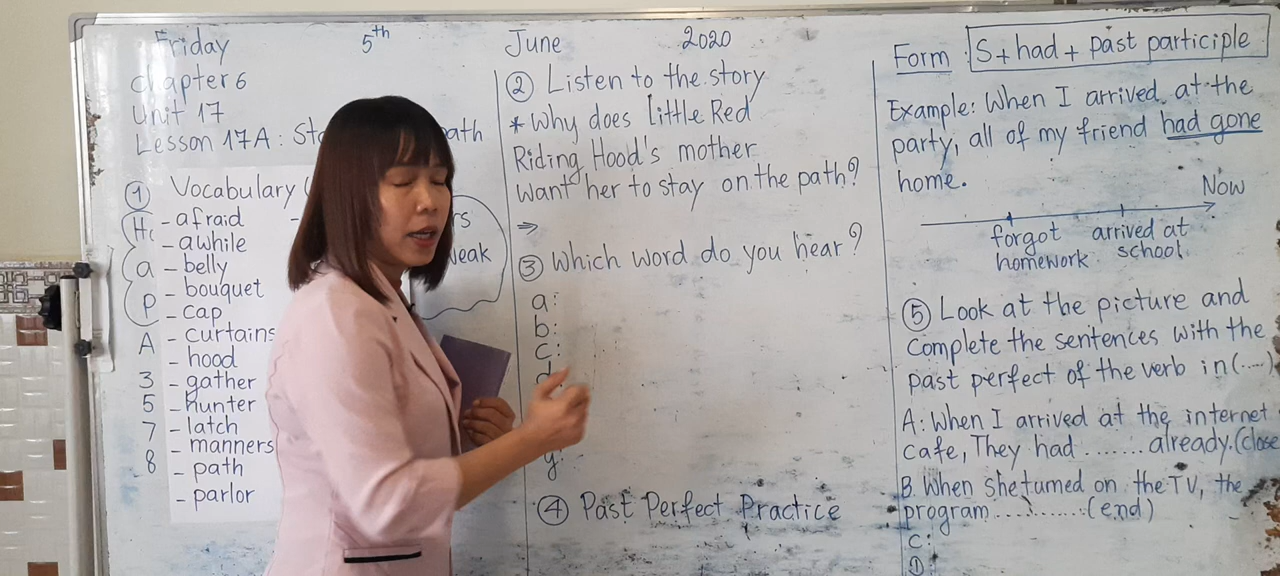 Friday 5th June 2020
Chapter 6
Unit 17
Lesson 17A: path
① Vocabulary
- afraid
- awhile
- belly
- bouquet
- cap
- curtains
- hood
- gather
- hunter
- latch
manners
- path
- parlor
a
p
A
3
5
7
8
② Listen to the story
* Why does Little Red
Riding Hood's mother
want her to stay on the path?
⇒
③ Which word do you hear?
a:
b:
c:
④ Past Perfect Practice
Form: S + had + past participle
Example: When I arrived at the
party, all of my friend had gone
home.
Now
forgot homework
arrived at school
⑤ Look at the picture and
complete the sentences with the
past perfect of the verb in (....)
A: When I arrived at the internet
cafe, They had ....... already. (close
B. When she turned on the TV, the
program ............ (end)
C: